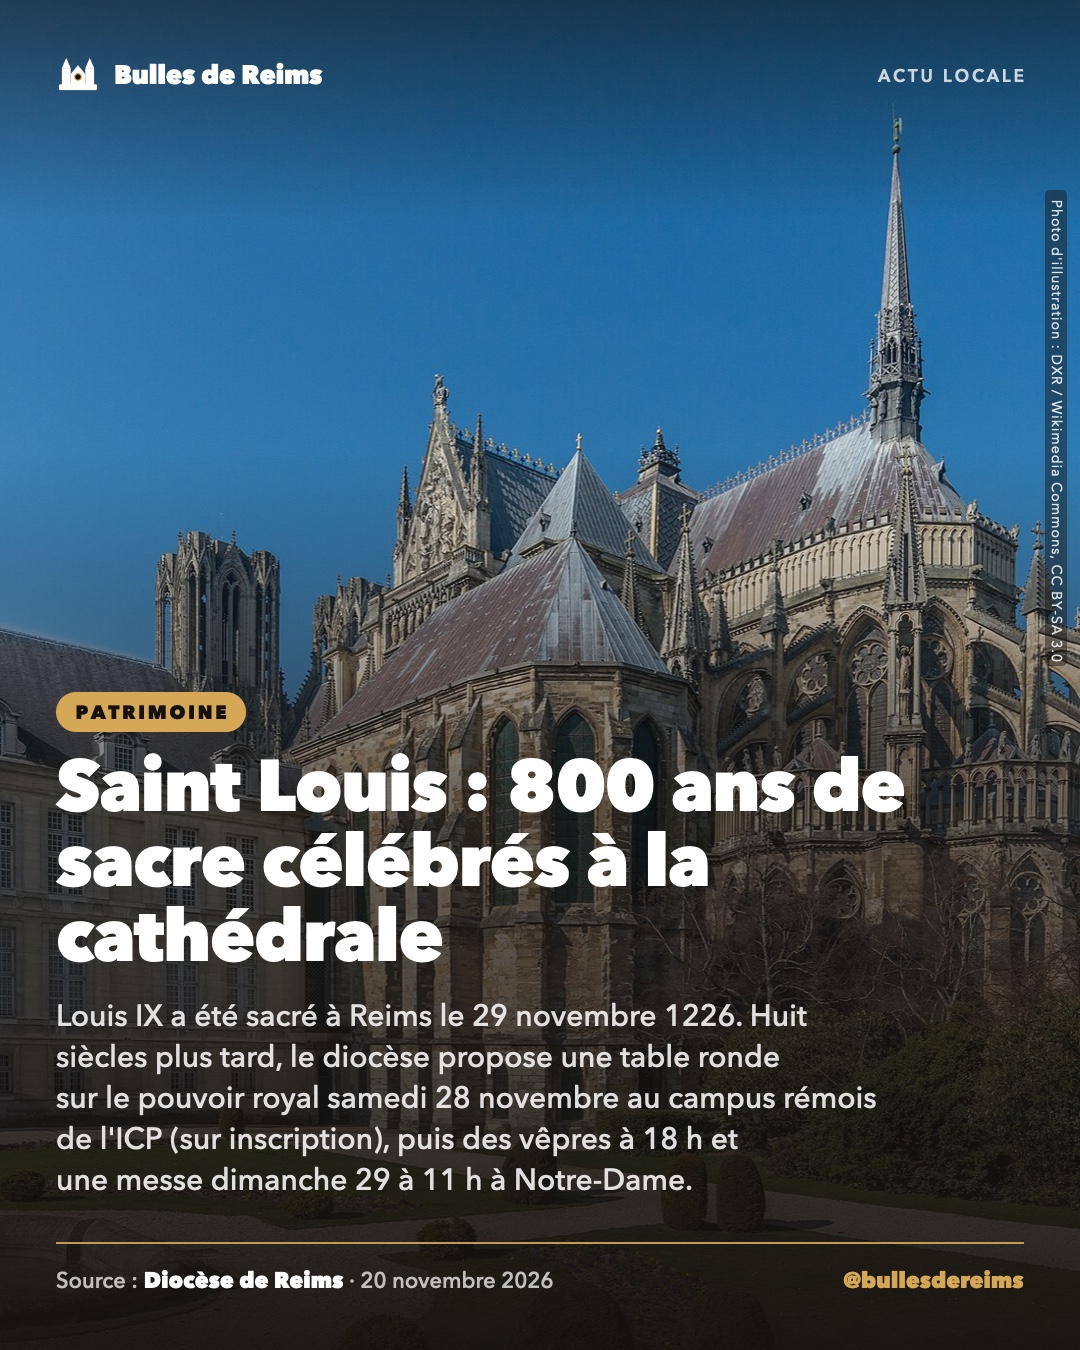 Bulles de Reims
ACTU LOCALE
Photo d'illustration : DXR / Wikimedia Commons, CC BY-SA 3.0
PATRIMOINE
Saint Louis : 800 ans de
sacre célébrés à la
cathédrale
Louis IX a été sacré à Reims le 29 novembre 1226. Huit
siècles plus tard, le diocèse propose une table ronde
sur le pouvoir royal samedi 28 novembre au campus rémois
de l'ICP (sur inscription), puis des vêpres à 18 h et
une messe dimanche 29 à 11 h à Notre-Dame.
Source : Diocèse de Reims · 20 novembre 2026
@bullesdereims